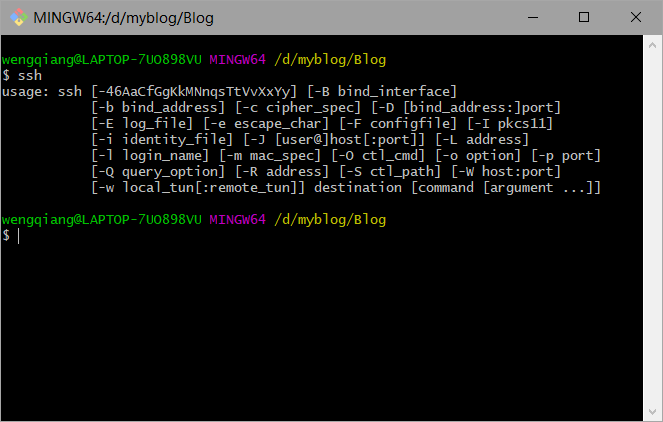 MINGW64:/d/myblog/Blog
wengqiang@LAPTOP-7UO898VU MINGW64 /d/myblog/Blog
$ ssh
usage: ssh [-46AaCfGgKkMNnqsTtVvXxYy] [-B bind_interface]
           [-b bind_address] [-c cipher_spec] [-D [bind_address:]port]
           [-E log_file] [-e escape_char] [-F configfile] [-I pkcs11]
           [-i identity_file] [-J [user@]host[:port]] [-L address]
           [-l login_name] [-m mac_spec] [-O ctl_cmd] [-o option] [-p port]
           [-Q query_option] [-R address] [-S ctl_path] [-W host:port]
           [-w local_tun[:remote_tun]] destination [command [argument ...]]
wengqiang@LAPTOP-7UO898VU MINGW64 /d/myblog/Blog
$